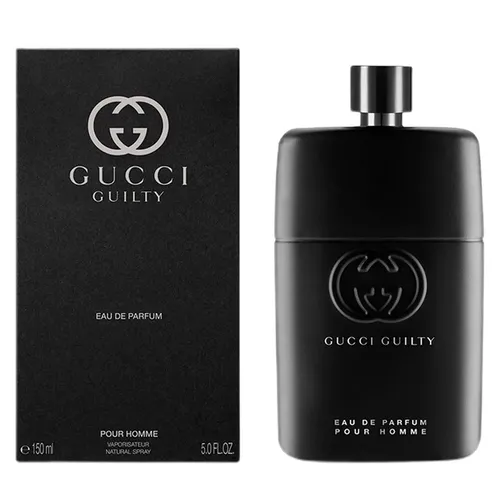 GUCCI
GUILTY
EAU DE PARFUM
POUR HOMME
℮ 150 ml VAPORISATEUR 5.0 FL.OZ.
NATURAL SPRAY
GUCCI GUILTY
EAU DE PARFUM
POUR HOMME